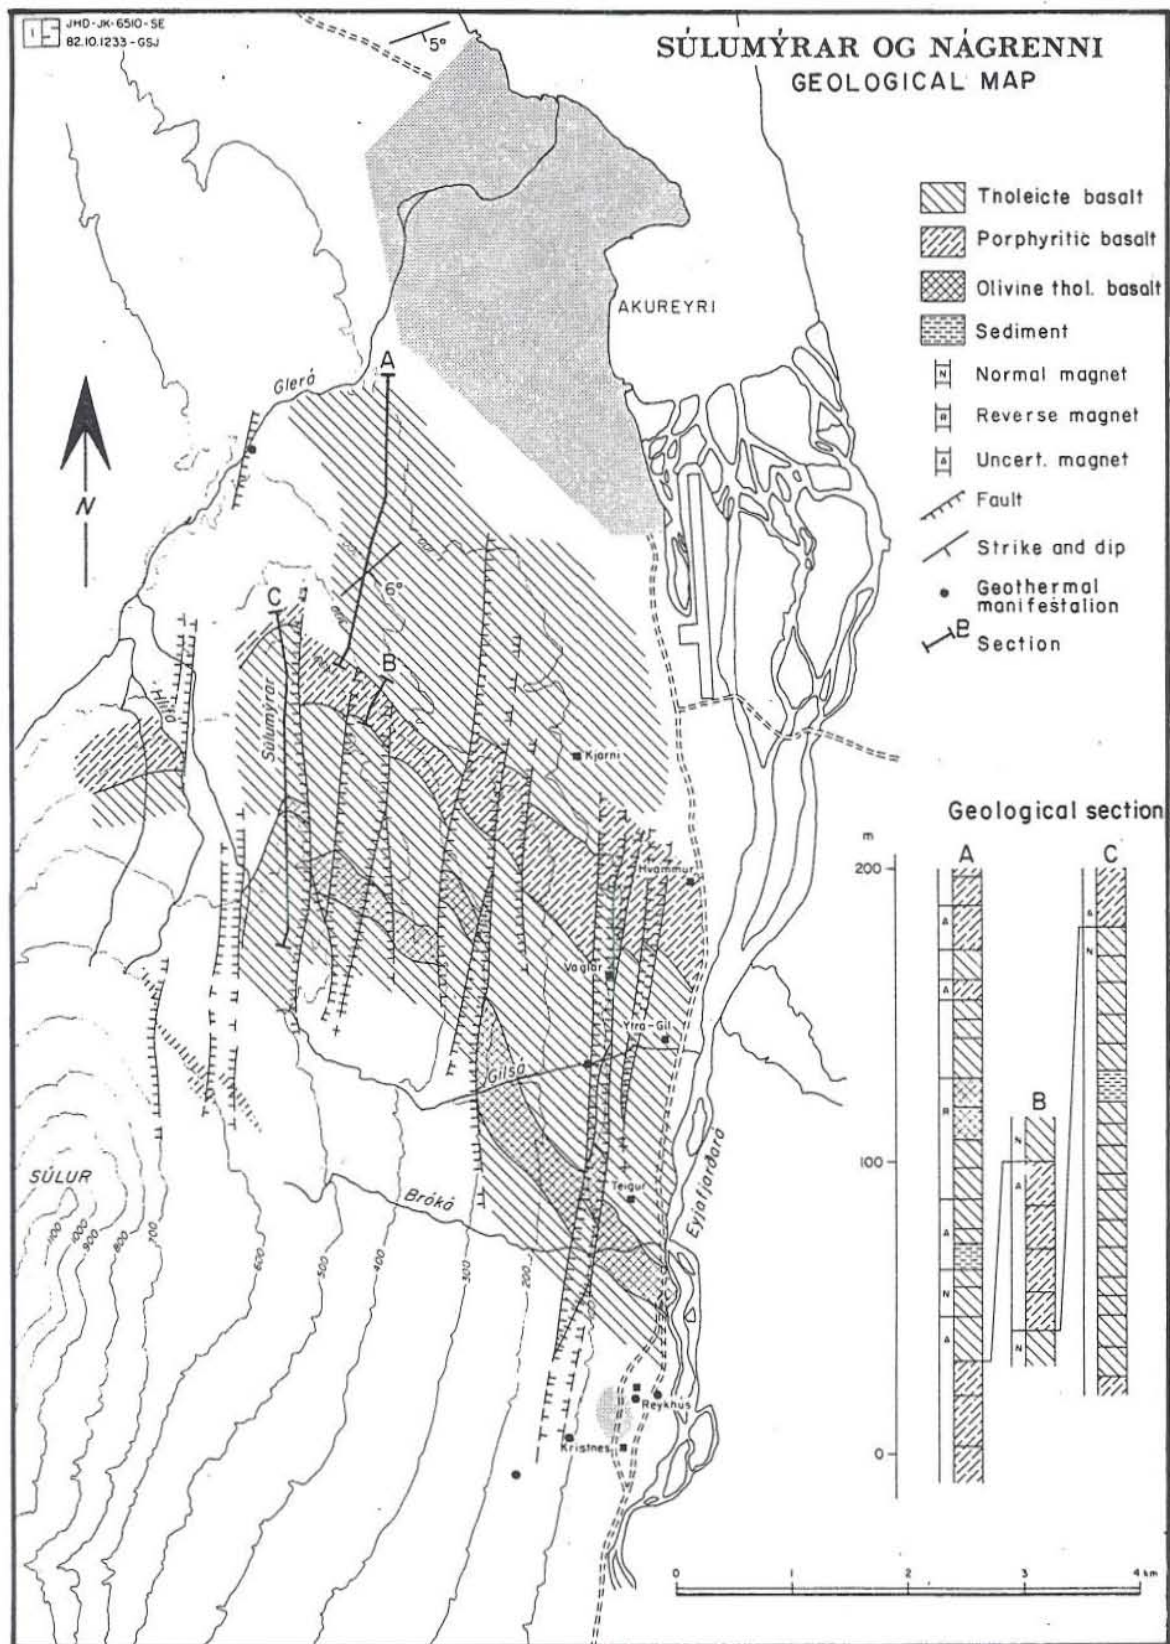 JHD-JK-6510-SE
82.10.1233-GSJ
5°
SÚLUMÝRAR OG NÁGRENNI
GEOLOGICAL MAP
Tholeicte basalt
Porphyritic basalt
Olivine thol. basalt
Sediment
N Normal magnet
R Reverse magnet
A Uncert. magnet
Fault
Strike and dip
Geothermal
manifestalion
B
Section
AKUREYRI
A
Glerá
N
6°
C
B
Hlífá
Súlumýrar
Kjarni
Hvammur
Vaglar
Ytra-Gil
Gilsá
Teigur
Bróká
Eyjafjarðará
SÚLUR
1100
1000
900
800
700
600
500
400
300
200
Reykhús
Kristnes
Geological section
m
A
B
C
200
100
0
A
A
R
A
N
A
N
A
N
A
N
0 1 2 3 4 km